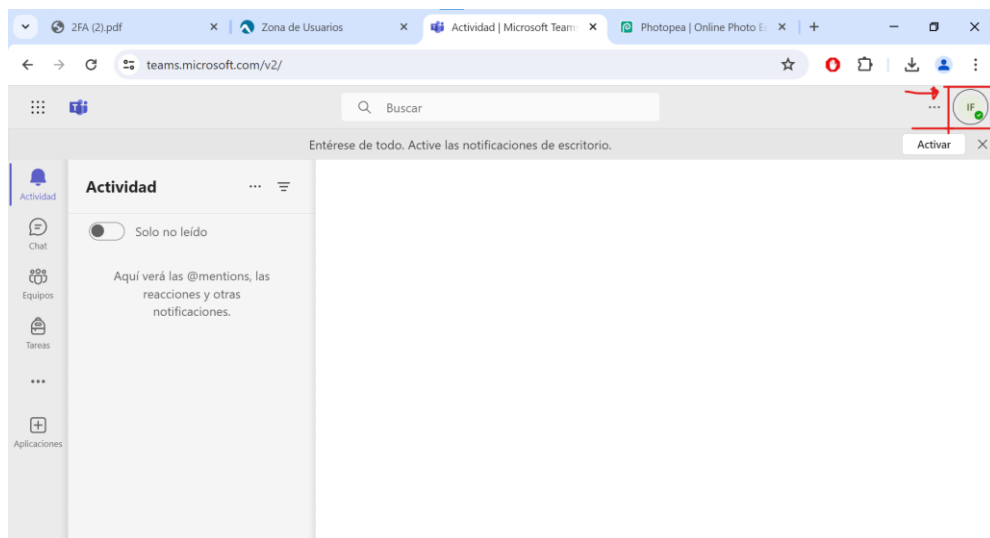 2FA (2).pdf
Zona de Usuarios
Actividad | Microsoft Team
Photopea | Online Photo E
teams.microsoft.com/v2/
Buscar
IF
Entérese de todo. Active las notificaciones de escritorio.
Activar
Actividad
Actividad
Solo no leído
Chat
Aquí verá las @mentions, las
reacciones y otras
notificaciones.
Equipos
Tareas
Aplicaciones